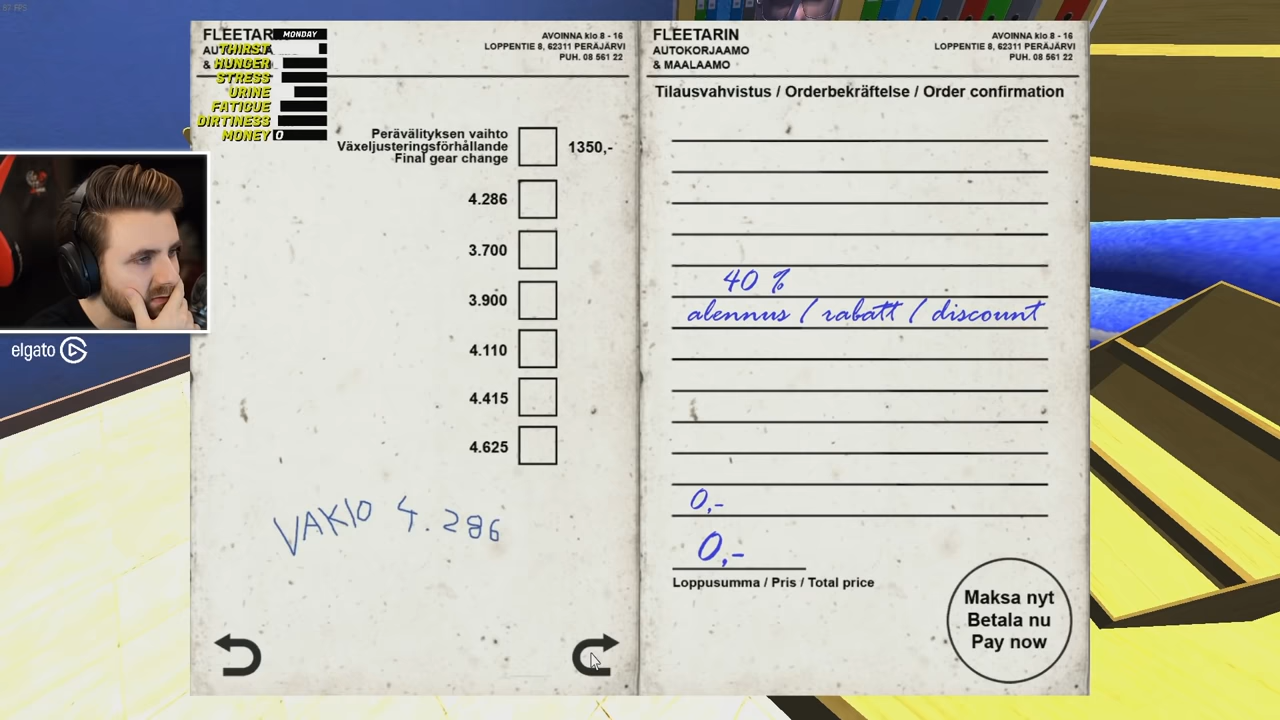 57 FPS
MONDAY
THIRST
HUNGER
STRESS
URINE
FATIGUE
DIRTINESS
MONEY 0
FLEETARIN
AVOINNA klo 8 - 16
LOPPENTIE 8, 62311 PERÄJÄRVI
PUH. 08 561 22
Perävälityksen vaihto
Växeljusteringsförhållande
Final gear change
1350,-
4.286
3.700
3.900
4.110
4.415
4.625
VAKIO 4.286
FLEETARIN
AUTOKORJAAMO
& MAALAAMO
AVOINNA klo 8 - 16
LOPPENTIE 8, 62311 PERÄJÄRVI
PUH. 08 561 22
Tilausvahvistus / Orderbekräftelse / Order confirmation
40 %
alennus / rabatt / discount
0,-
0,-
Loppusumma / Pris / Total price
Maksa nyt
Betala nu
Pay now
elgato